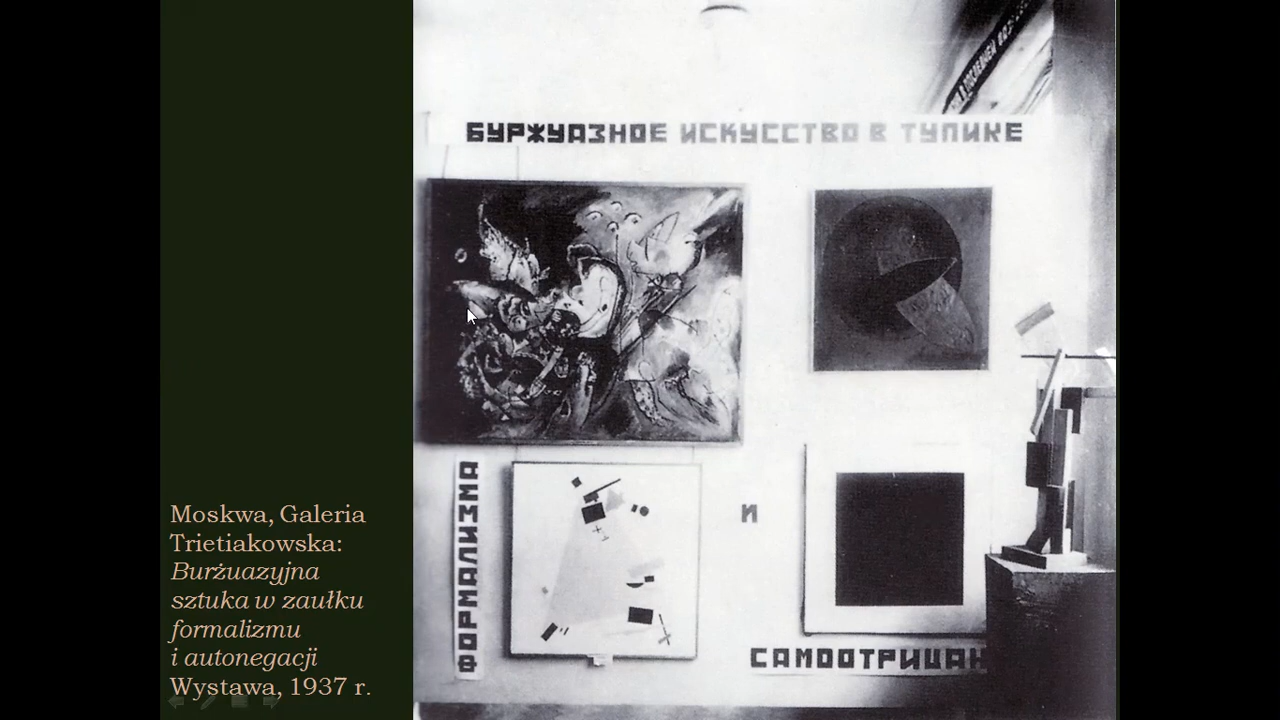 Moskwa, Galeria
Trietiakowska:
Burżuazyjna
sztuka w zaułku
formalizmu
i autonegacji
Wystawa, 1937 r.
БУРЖУАЗНОЕ ИСКУССТВО В ТУПИКЕ
ФОРМАЛИЗМА
И
САМООТРИЦАН